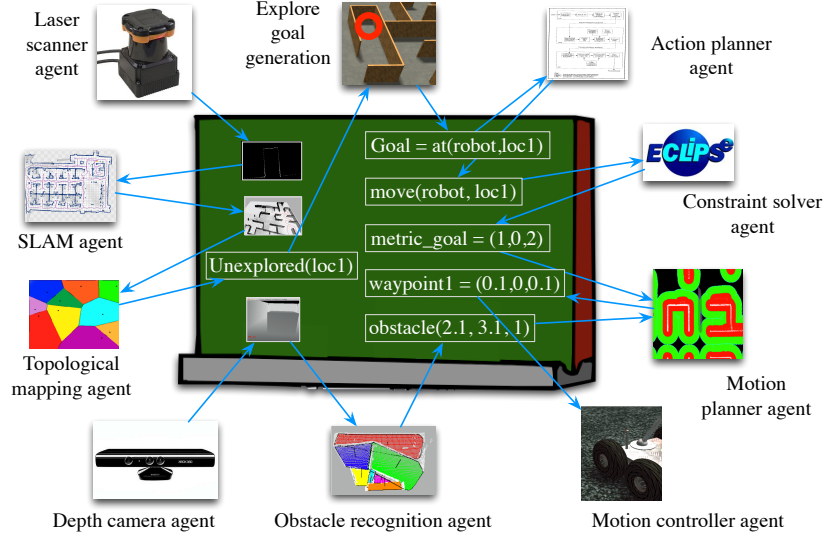 Laser
scanner
agent
Explore
goal
generation
Action planner
agent
Goal = at(robot,loc1)
ECLiPSe
move(robot, loc1)
Constraint solver
agent
SLAM agent
metric_goal = (1,0,2)
Unexplored(loc1)
waypoint1 = (0.1,0,0.1)
obstacle(2.1, 3.1, 1)
Topological
mapping agent
Motion
planner agent
Depth camera agent
Obstacle recognition agent
Motion controller agent